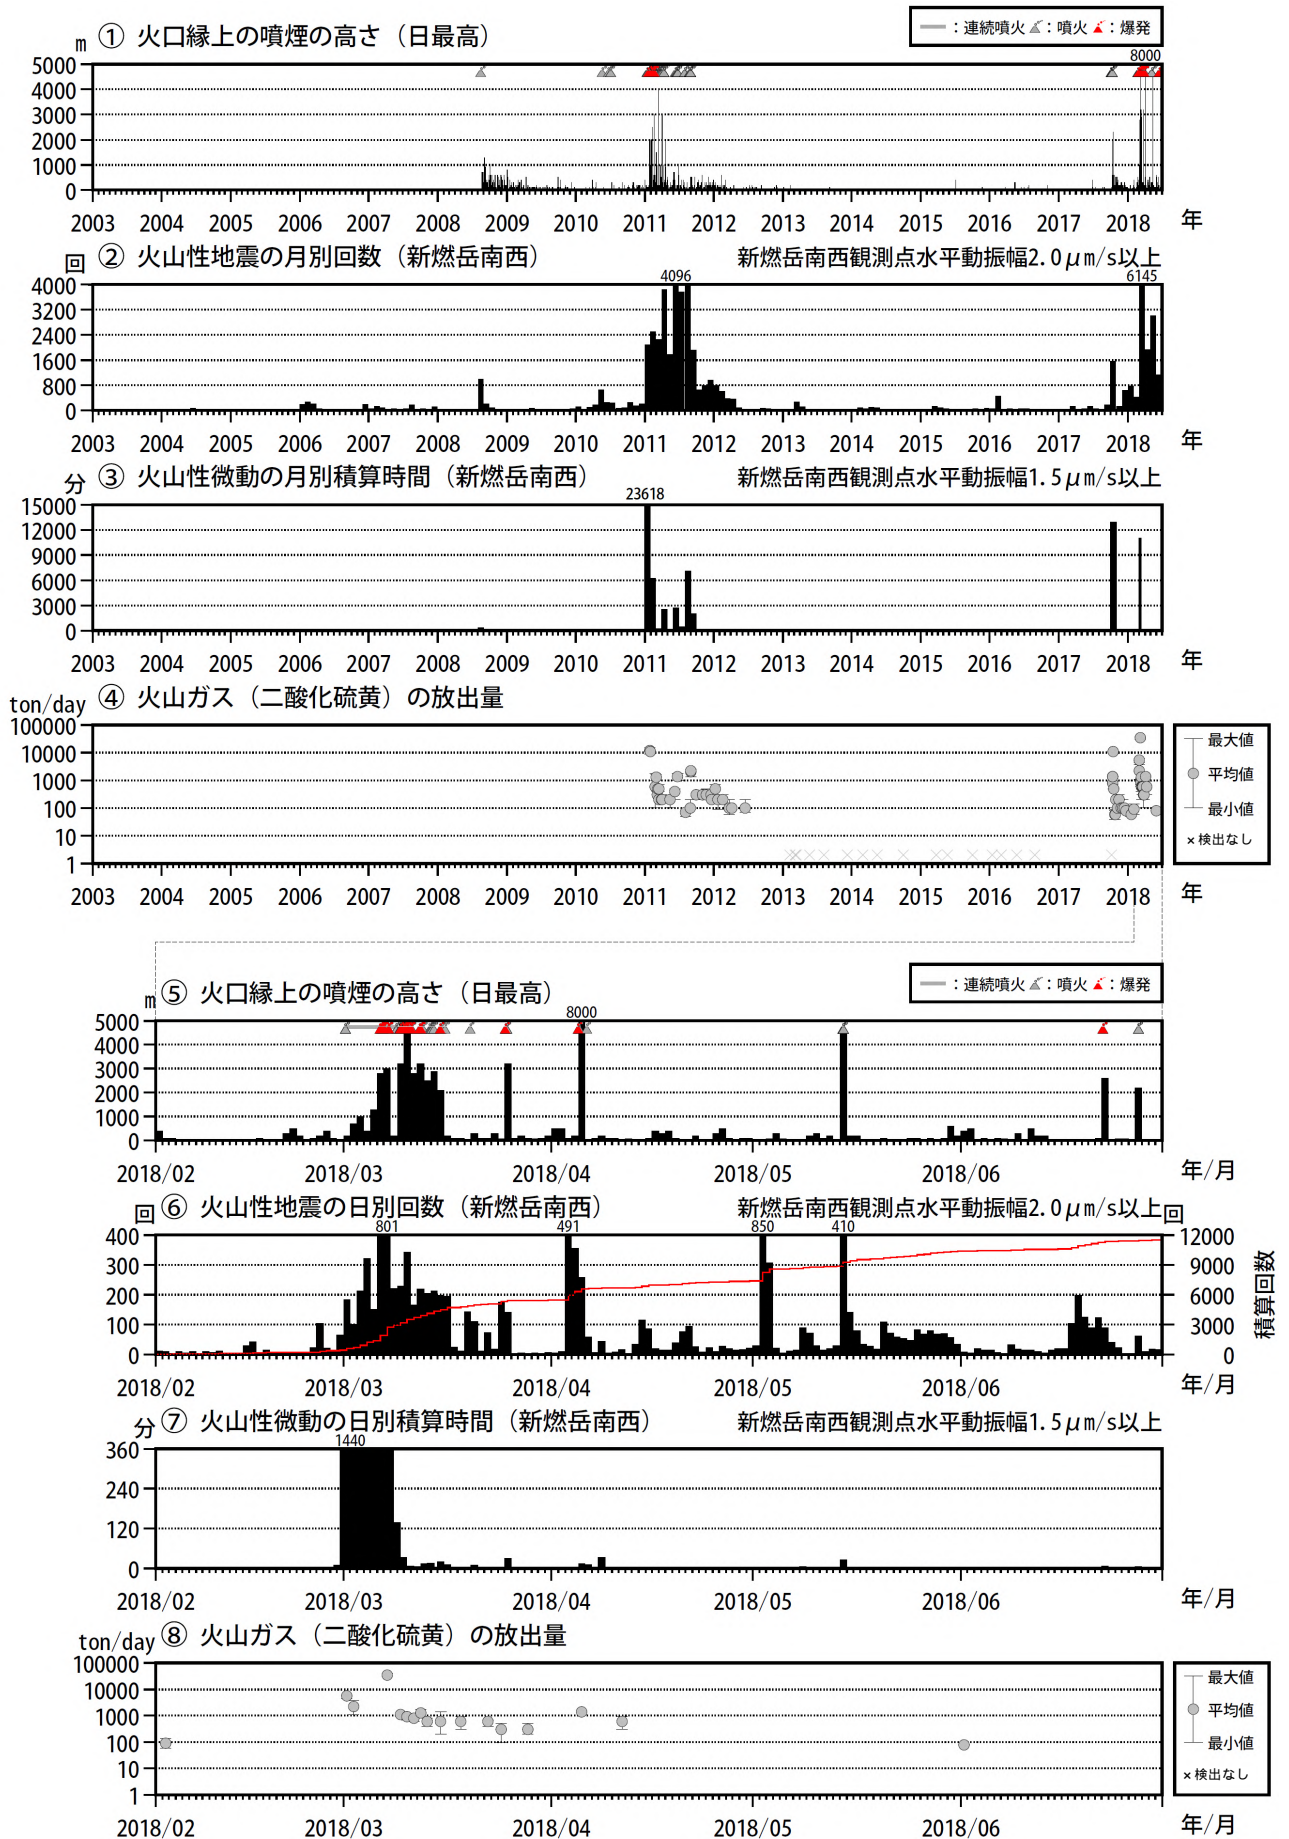 ① 火口縁上の噴煙の高さ（日最高）
：連続噴火 ：噴火 ：爆発
m
8000
5000
4000
3000
2000
1000
0
2003 2004 2005 2006 2007 2008 2009 2010 2011 2012 2013 2014 2015 2016 2017 2018 年
② 火山性地震の月別回数（新燃岳南西） 新燃岳南西観測点水平動振幅2.0μm/s以上
回
4096 6145
4000
3200
2400
1600
800
0
2003 2004 2005 2006 2007 2008 2009 2010 2011 2012 2013 2014 2015 2016 2017 2018 年
③ 火山性微動の月別積算時間（新燃岳南西） 新燃岳南西観測点水平動振幅1.5μm/s以上
分
23618
15000
12000
9000
6000
3000
0
2003 2004 2005 2006 2007 2008 2009 2010 2011 2012 2013 2014 2015 2016 2017 2018 年
ton/day ④ 火山ガス（二酸化硫黄）の放出量
100000
10000
1000
100
10
1
最大値
平均値
最小値
×検出なし
2003 2004 2005 2006 2007 2008 2009 2010 2011 2012 2013 2014 2015 2016 2017 2018 年
m ⑤ 火口縁上の噴煙の高さ（日最高）
：連続噴火 ：噴火 ：爆発
8000
5000
4000
3000
2000
1000
0
2018/02 2018/03 2018/04 2018/05 2018/06 年/月
回 ⑥ 火山性地震の日別回数（新燃岳南西） 新燃岳南西観測点水平動振幅2.0μm/s以上 回
801 491 850 410
400
300
200
100
0
12000
9000
6000
3000
0
積算回数
2018/02 2018/03 2018/04 2018/05 2018/06 年/月
分 ⑦ 火山性微動の日別積算時間（新燃岳南西） 新燃岳南西観測点水平動振幅1.5μm/s以上
1440
360
240
120
0
2018/02 2018/03 2018/04 2018/05 2018/06 年/月
ton/day ⑧ 火山ガス（二酸化硫黄）の放出量
100000
10000
1000
100
10
1
最大値
平均値
最小値
×検出なし
2018/02 2018/03 2018/04 2018/05 2018/06 年/月